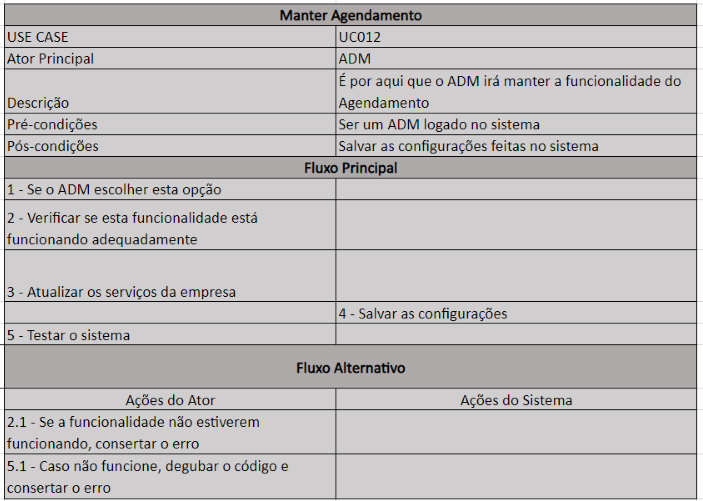 Manter Agendamento
USE CASE UC012
Ator Principal ADM
É por aqui que o ADM irá manter a funcionalidade do
Descrição Agendamento
Pré-condições Ser um ADM logado no sistema
Pós-condições Salvar as configurações feitas no sistema
Fluxo Principal
1 - Se o ADM escolher esta opção
2 - Verificar se esta funcionalidade está
funcionando adequadamente
3 - Atualizar os serviços da empresa
4 - Salvar as configurações
5 - Testar o sistema
Fluxo Alternativo
Ações do Ator Ações do Sistema
2.1 - Se a funcionalidade não estiverem
funcionando, consertar o erro
5.1 - Caso não funcione, degubar o código e
consertar o erro